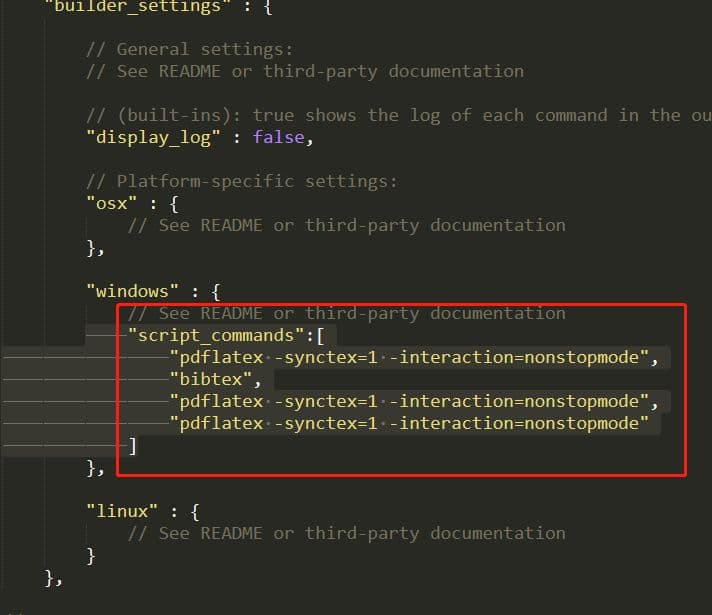 "builder_settings" : {
// General settings:
// See README or third-party documentation
// (built-ins): true shows the log of each command in the ou
"display_log" : false,
// Platform-specific settings:
"osx" : {
// See README or third-party documentation
},
"windows" : {
// See README or third-party documentation
"script_commands":[
"pdflatex -synctex=1 -interaction=nonstopmode",
"bibtex",
"pdflatex -synctex=1 -interaction=nonstopmode",
"pdflatex -synctex=1 -interaction=nonstopmode"
]
},
"linux" : {
// See README or third-party documentation
}
},